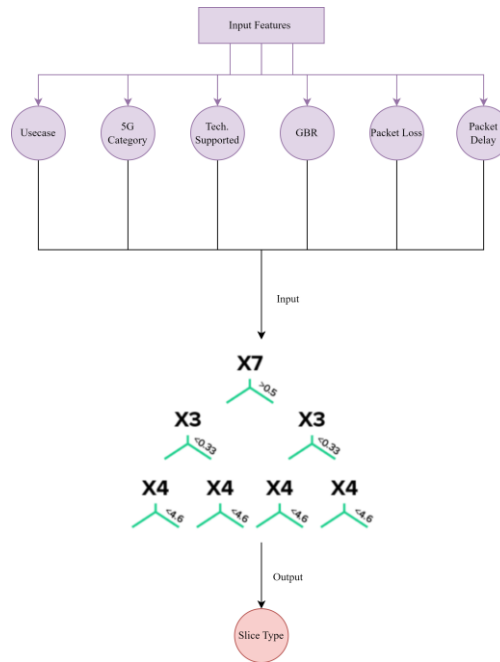 Input Features
Usecase
5G
Category
Tech.
Supported
GBR
Packet Loss
Packet
Delay
Input
X7
>0.5
X3
<0.33
X3
<0.33
X4
<4.6
X4
<4.6
X4
<4.6
X4
<4.6
Output
Slice Type